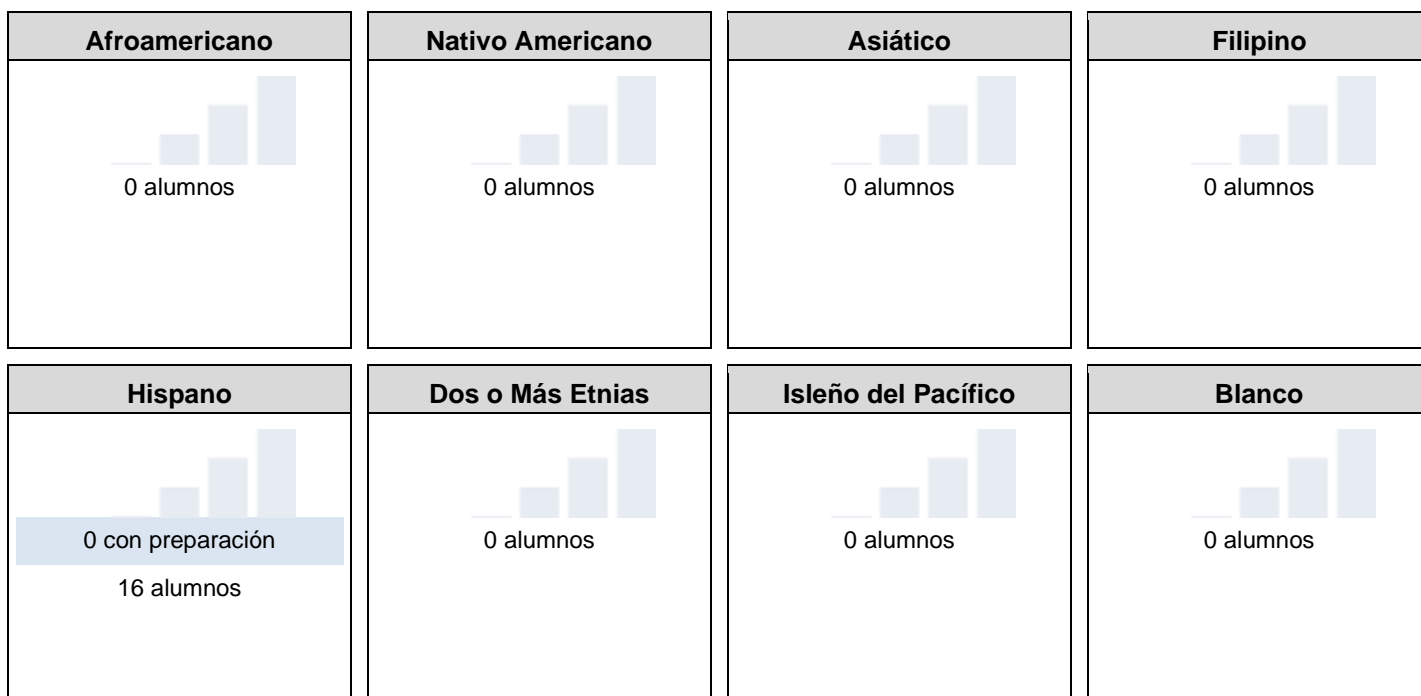 Afroamericano
Nativo Americano
Asiático
Filipino
0 alumnos
0 alumnos
0 alumnos
0 alumnos
Hispano
Dos o Más Etnias
Isleño del Pacífico
Blanco
0 con preparación
0 alumnos
0 alumnos
0 alumnos
16 alumnos